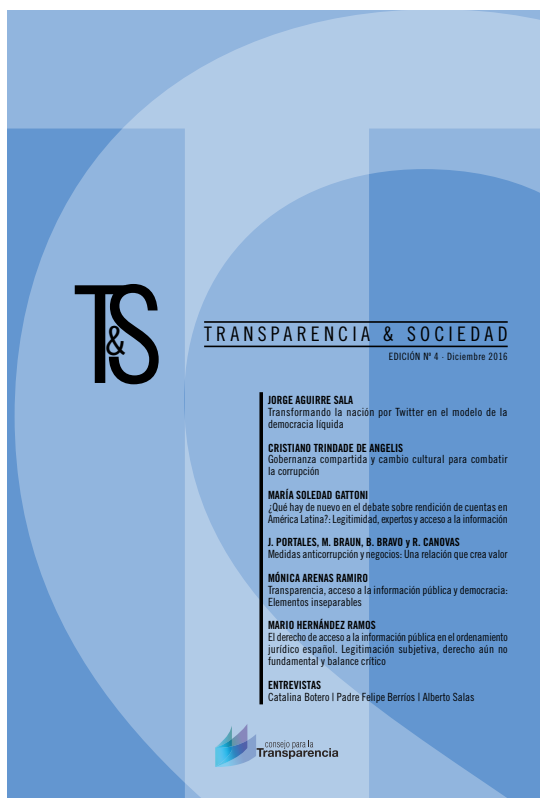 T&S
TRANSPARENCIA & SOCIEDAD
EDICIÓN Nº 4 - Diciembre 2016
JORGE AGUIRRE SALA
Transformando la nación por Twitter en el modelo de la
democracia líquida
CRISTIANO TRINDADE DE ANGELIS
Gobernanza compartida y cambio cultural para combatir
la corrupción
MARÍA SOLEDAD GATTONI
¿Qué hay de nuevo en el debate sobre rendición de cuentas en
América Latina?: Legitimidad, expertos y acceso a la información
J. PORTALES, M. BRAUN, B. BRAVO y R. CANOVAS
Medidas anticorrupción y negocios: Una relación que crea valor
MÓNICA ARENAS RAMIRO
Transparencia, acceso a la información pública y democracia:
Elementos inseparables
MARIO HERNÁNDEZ RAMOS
El derecho de acceso a la información pública en el ordenamiento
jurídico español. Legitimación subjetiva, derecho aún no
fundamental y balance crítico
ENTREVISTAS
Catalina Botero | Padre Felipe Berríos | Alberto Salas
consejo para la
Transparencia